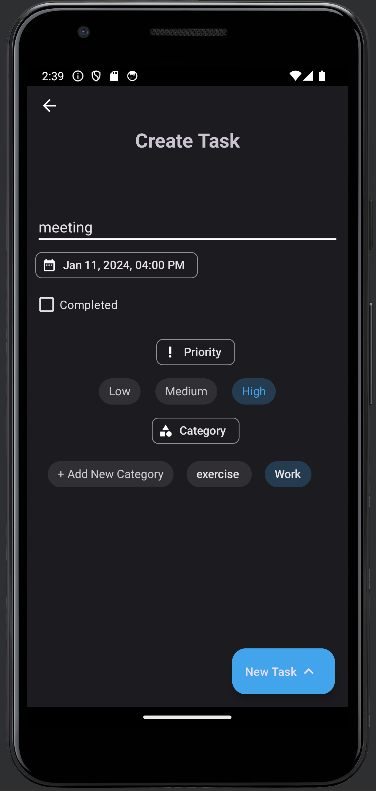 2:39
Create Task
meeting
Jan 11, 2024, 04:00 PM
Completed
Priority
Low Medium High
Category
+ Add New Category exercise Work
New Task